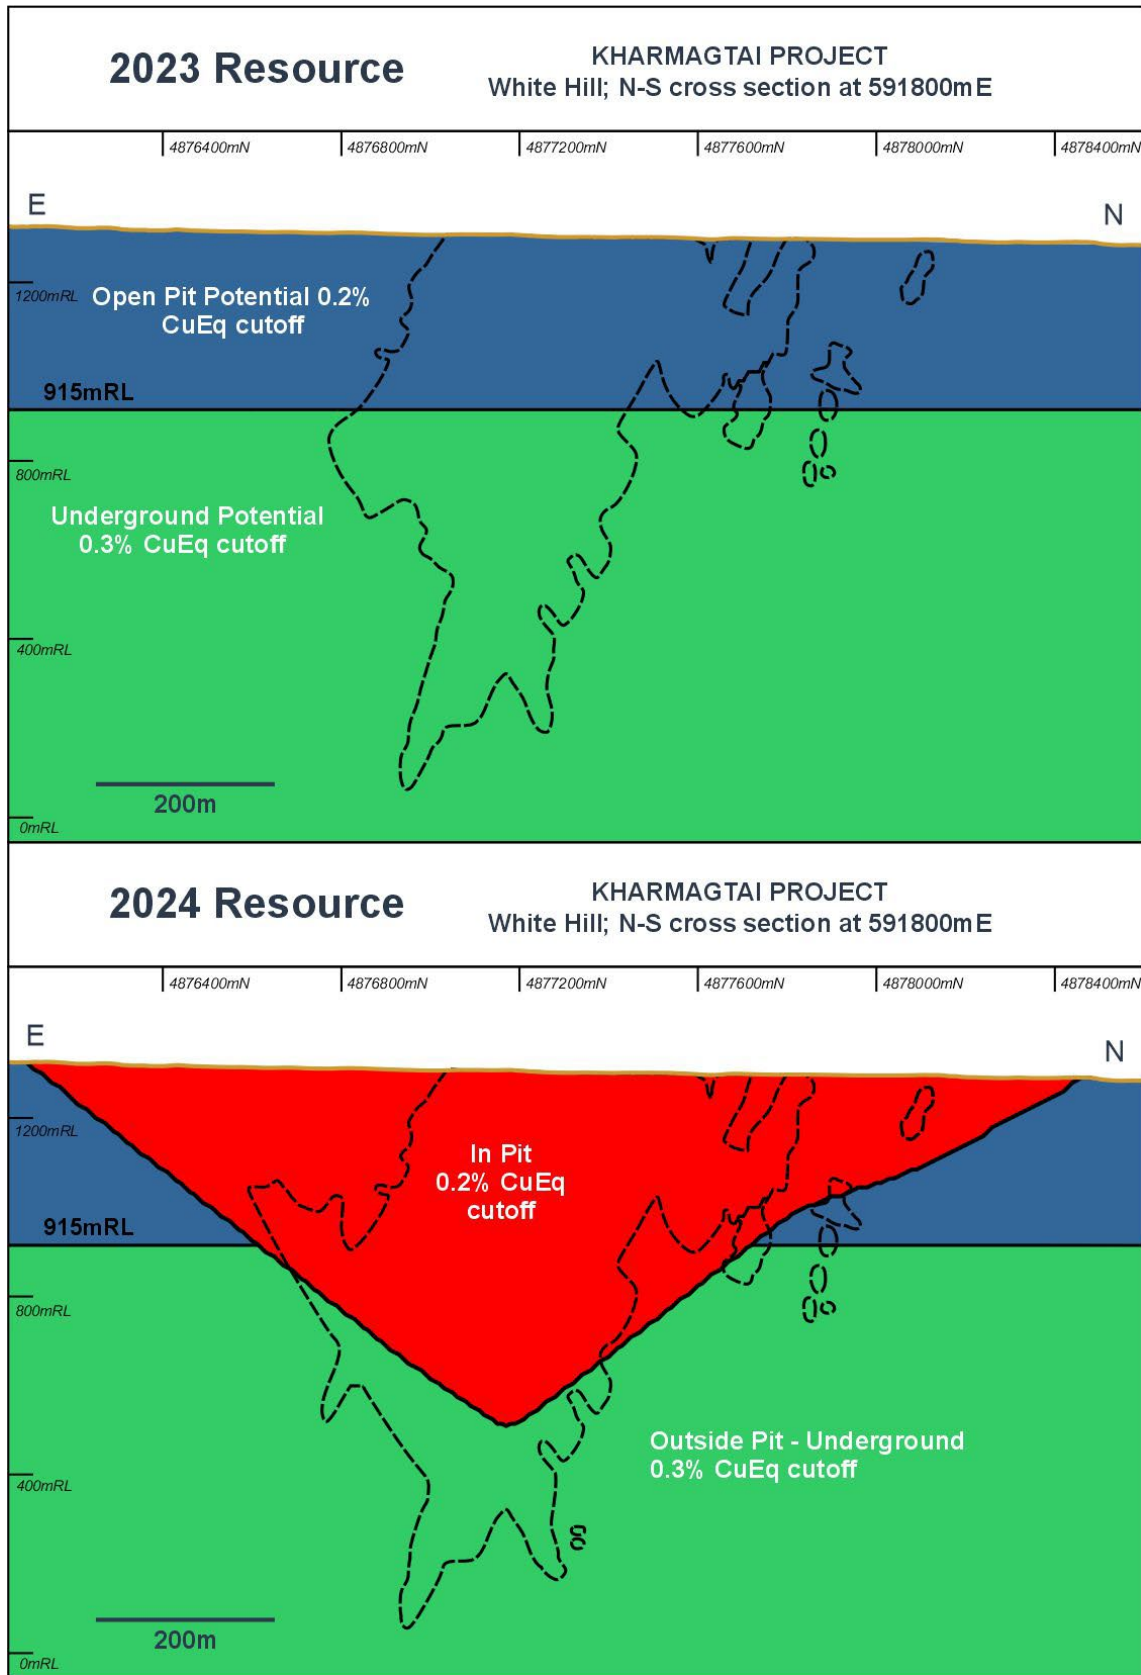 2023 Resource
KHARMAGTAI PROJECT
White Hill; N-S cross section at 591800mE
4876400mN
4876800mN
4877200mN
4877600mN
4878000mN
4878400mN
E
N
1200mRL
Open Pit Potential 0.2%
CuEq cutoff
915mRL
800mRL
Underground Potential
0.3% CuEq cutoff
400mRL
200m
0mRL
2024 Resource
KHARMAGTAI PROJECT
White Hill; N-S cross section at 591800mE
4876400mN
4876800mN
4877200mN
4877600mN
4878000mN
4878400mN
E
N
1200mRL
In Pit
0.2% CuEq
cutoff
915mRL
800mRL
Outside Pit - Underground
0.3% CuEq cutoff
400mRL
200m
0mRL